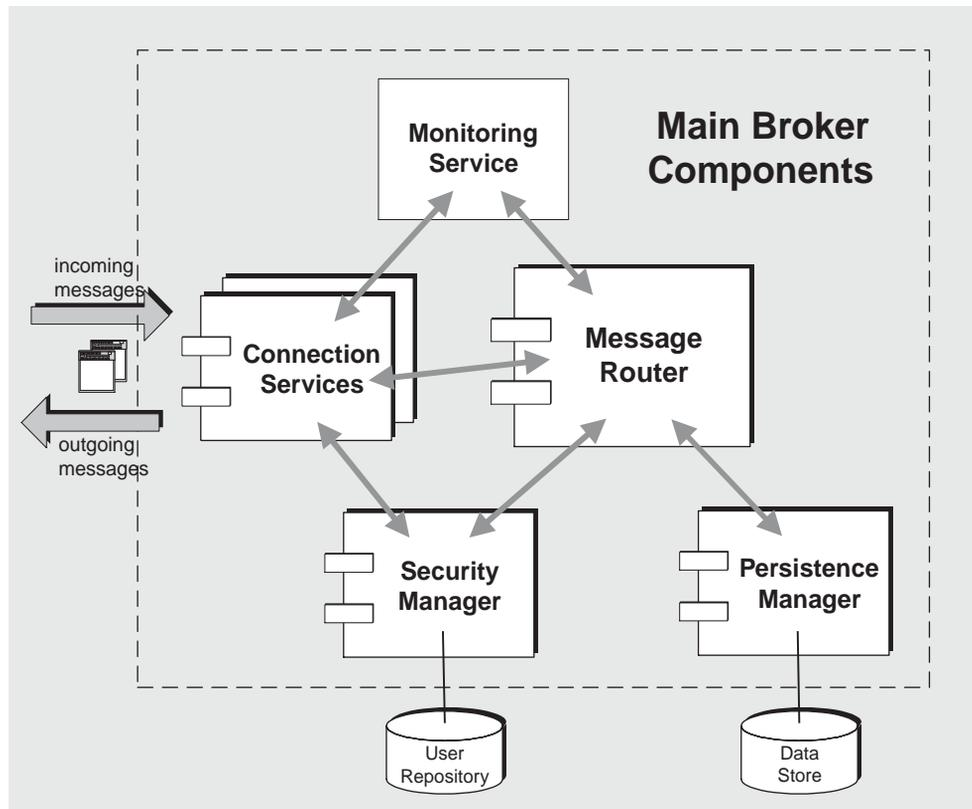 Main Broker
Components
Monitoring
Service
incoming
messages
Connection
Services
Message
Router
outgoing
messages
Security
Manager
Persistence
Manager
User
Repository
Data
Store